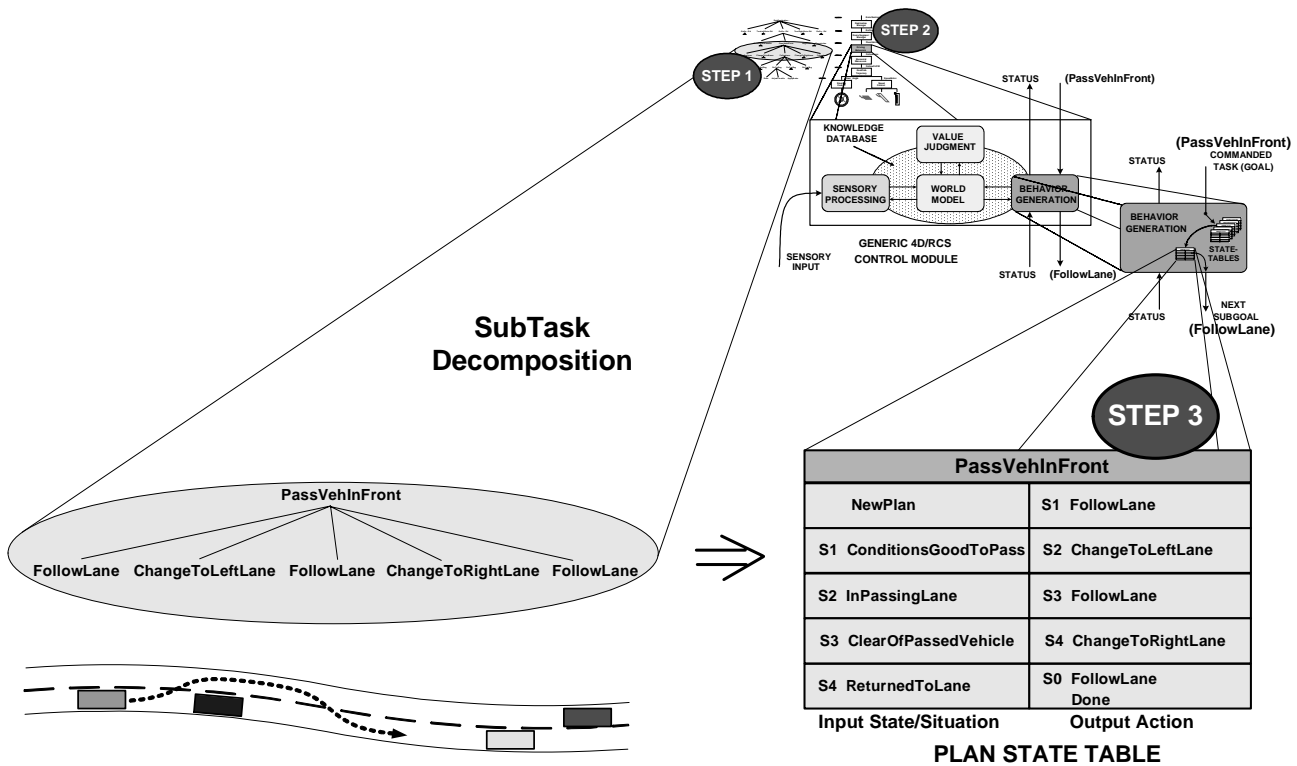 STEP 1
STEP 2
STATUS
(PassVehInFront)
KNOWLEDGE
DATABASE
VALUE
JUDGMENT
SENSORY
PROCESSING
WORLD
MODEL
BEHAVIOR
GENERATION
SENSORY
INPUT
GENERIC 4D/RCS
CONTROL MODULE
STATUS
(FollowLane)
(PassVehInFront)
COMMANDED
TASK (GOAL)
STATUS
BEHAVIOR
GENERATION
STATE-
TABLES
STATUS
NEXT
SUBGOAL
(FollowLane)
SubTask
Decomposition
PassVehInFront
FollowLane ChangeToLeftLane FollowLane ChangeToRightLane FollowLane
STEP 3
PassVehInFront
NewPlan S1 FollowLane
S1 ConditionsGoodToPass S2 ChangeToLeftLane
S2 InPassingLane S3 FollowLane
S3 ClearOfPassedVehicle S4 ChangeToRightLane
S4 ReturnedToLane S0 FollowLane
Done
Input State/Situation Output Action
PLAN STATE TABLE